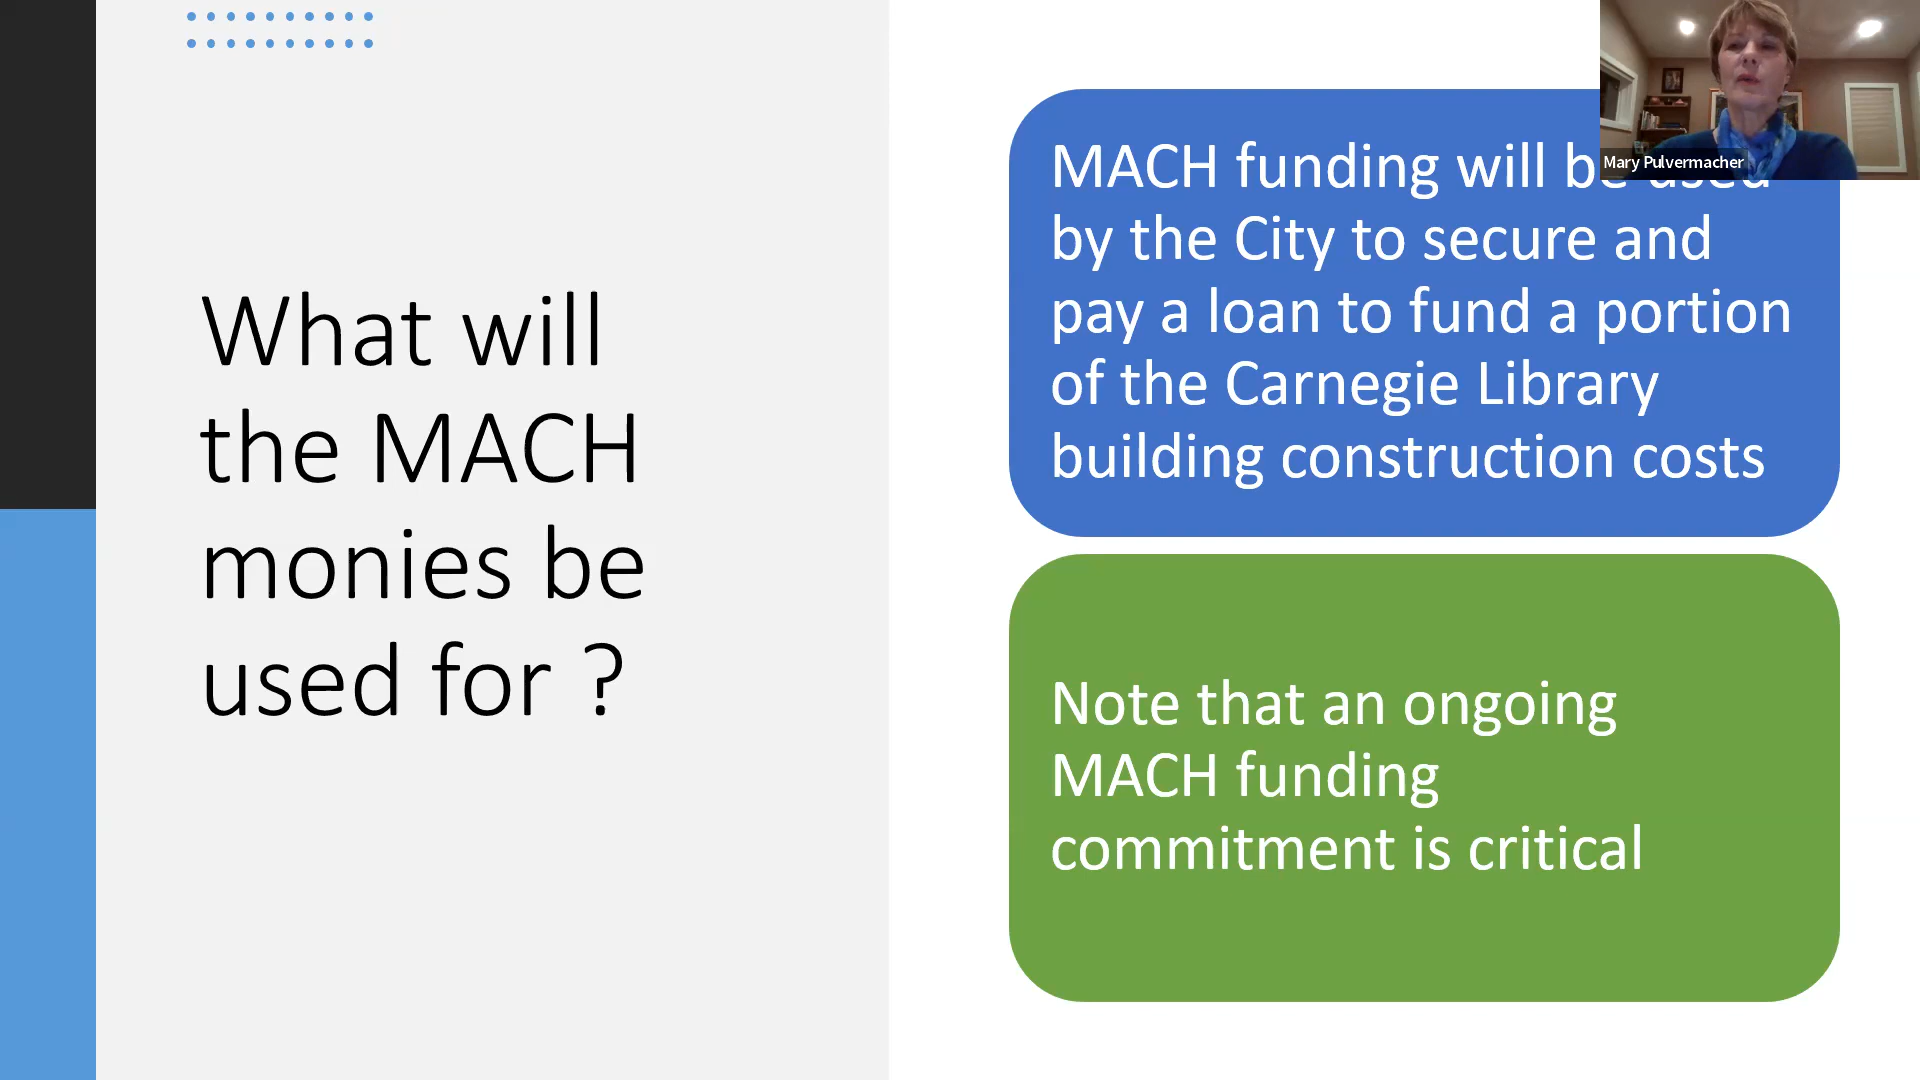 What will
the MACH
monies be
used for ?
MACH funding will be used
by the City to secure and
pay a loan to fund a portion
of the Carnegie Library
building construction costs
Note that an ongoing
MACH funding
commitment is critical
Mary Pulvermacher